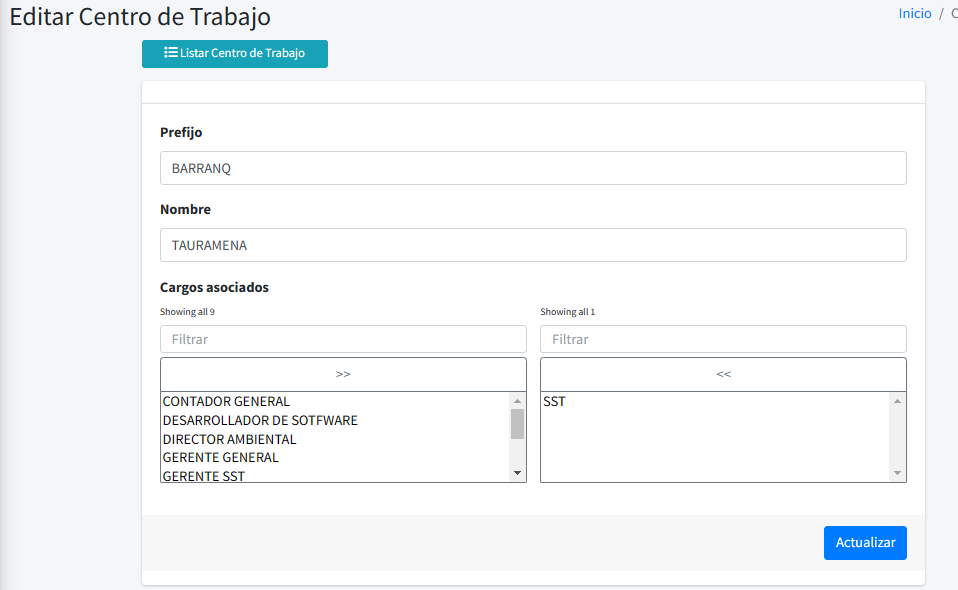 Editar Centro de Trabajo
Inicio /
Listar Centro de Trabajo
Prefijo
BARRANQ
Nombre
TAURAMENA
Cargos asociados
Showing all 9
Showing all 1
Filtrar
Filtrar
>>
<<
CONTADOR GENERAL
SST
DESARROLLADOR DE SOTFWARE
DIRECTOR AMBIENTAL
GERENTE GENERAL
GERENTE SST
Actualizar